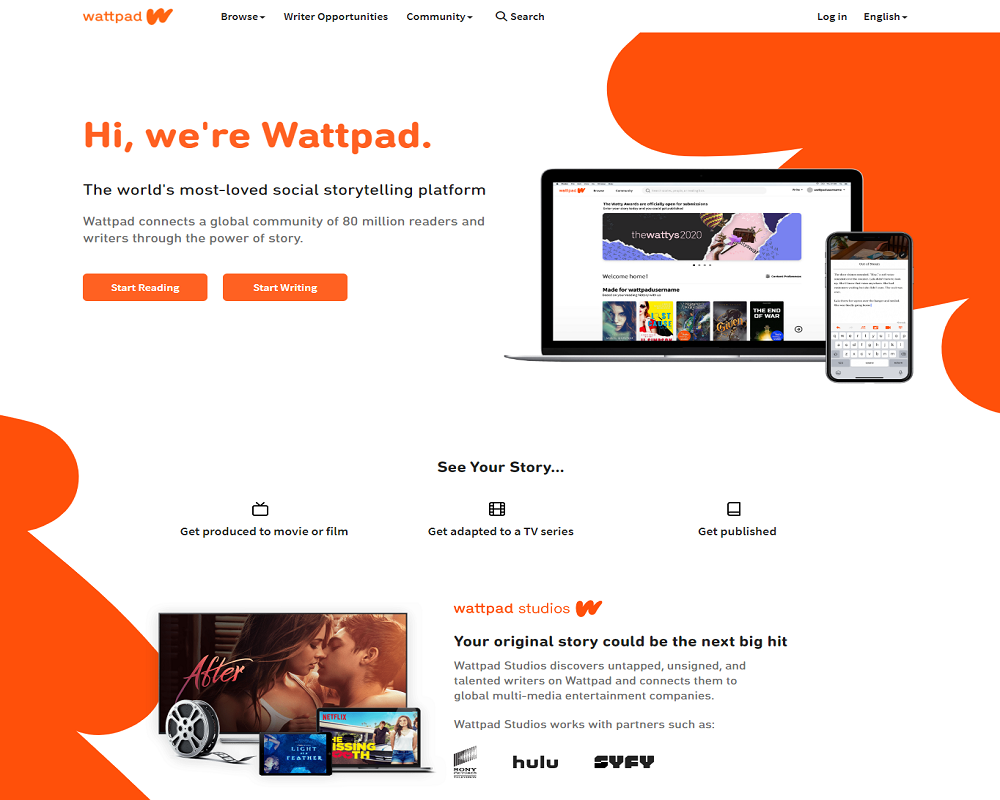 wattpad
Browse
Writer Opportunities
Community
Search
Log in
English
Hi, we're Wattpad.
The world's most-loved social storytelling platform
Wattpad connects a global community of 80 million readers and
writers through the power of story.
Start Reading
Start Writing
The Watty Awards are officially open for submissions
thewattys2020
Welcome home!
Made for wattpadusername
THE END
OF WAR
See Your Story...
Get produced to movie or film
Get adapted to a TV series
Get published
After
NETFLIX
LIGHT
FEATHER
wattpad studios
Your original story could be the next big hit
Wattpad Studios discovers untapped, unsigned, and
talented writers on Wattpad and connects them to
global multi-media entertainment companies.
Wattpad Studios works with partners such as:
SONY
hulu
SYFY